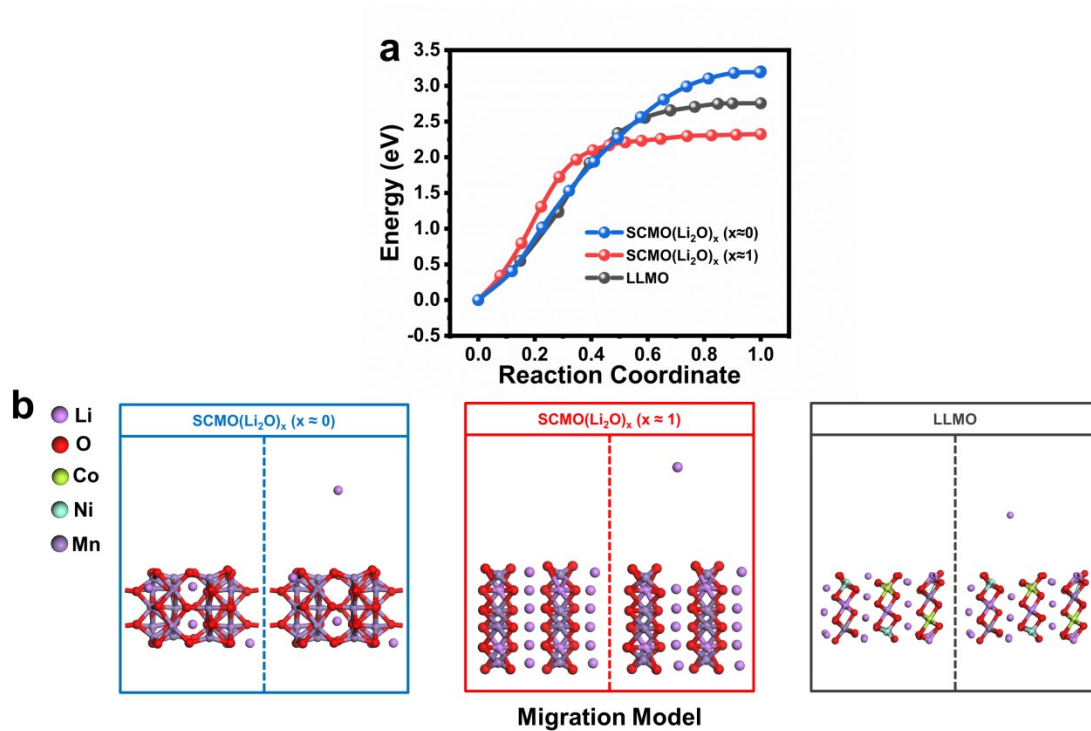 a
3.5
3.0
2.5
2.0
1.5
1.0
0.5
0.0
-0.5
Energy (eV)
SCMO(Li₂O)ₓ (x≈0)
SCMO(Li₂O)ₓ (x≈1)
LLMO
0.0 0.2 0.4 0.6 0.8 1.0
Reaction Coordinate
b
Li
O
Co
Ni
Mn
SCMO(Li₂O)ₓ (x ≈ 0)
SCMO(Li₂O)ₓ (x ≈ 1)
LLMO
Migration Model